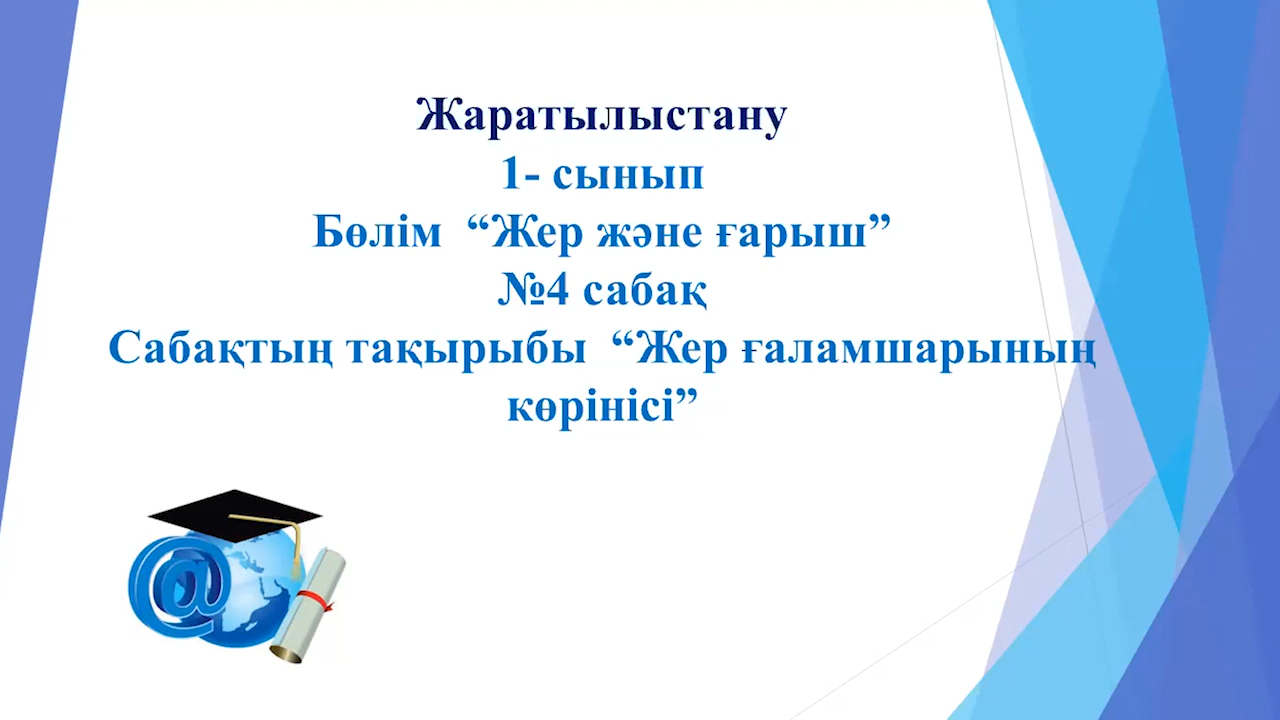 Жаратылыстану
1- сынып
Бөлім “Жер және ғарыш”
№4 сабақ
Сабақтың тақырыбы “Жер ғаламшарының
көрінісі”
@